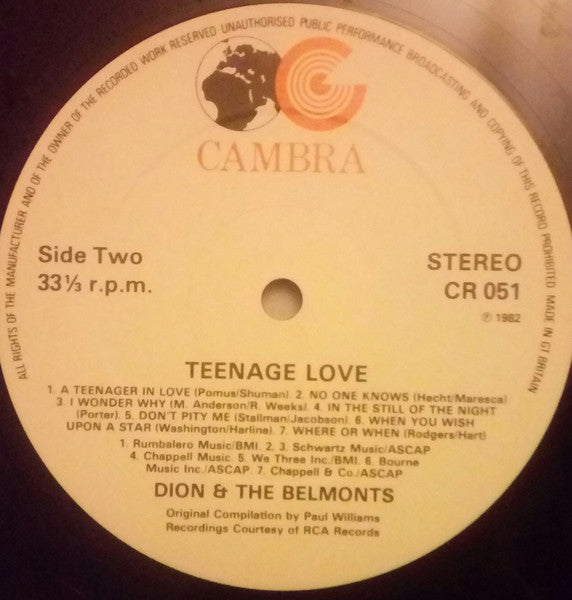 ALL RIGHTS OF THE MANUFACTURER AND OF THE OWNER OF THE RECORDED WORK RESERVED UNAUTHORISED PUBLIC PERFORMANCE BROADCASTING AND COPYING OF THIS RECORD PROHIBITED MADE IN GT BRITAIN
CAMBRA
Side Two
33⅓ r.p.m.
STEREO
CR 051
℗ 1982
TEENAGE LOVE
1. A TEENAGER IN LOVE (Pomus/Shuman). 2. NO ONE KNOWS (Hecht/Maresca)
3. I WONDER WHY (M. Anderson/R. Weeks). 4. IN THE STILL OF THE NIGHT
(Porter). 5. DON'T PITY ME (Stallman/Jacobson). 6. WHEN YOU WISH
UPON A STAR (Washington/Harline). 7. WHERE OR WHEN (Rodgers/Hart)
1. Rumbalero Music/BMI. 2. 3. Schwartz Music/ASCAP
4. Chappell Music. 5. We Three Inc./BMI. 6. Bourne
Music Inc./ASCAP. 7. Chappell & Co./ASCAP
DION & THE BELMONTS
Original Compilation by Paul Williams
Recordings Courtesy of RCA Records